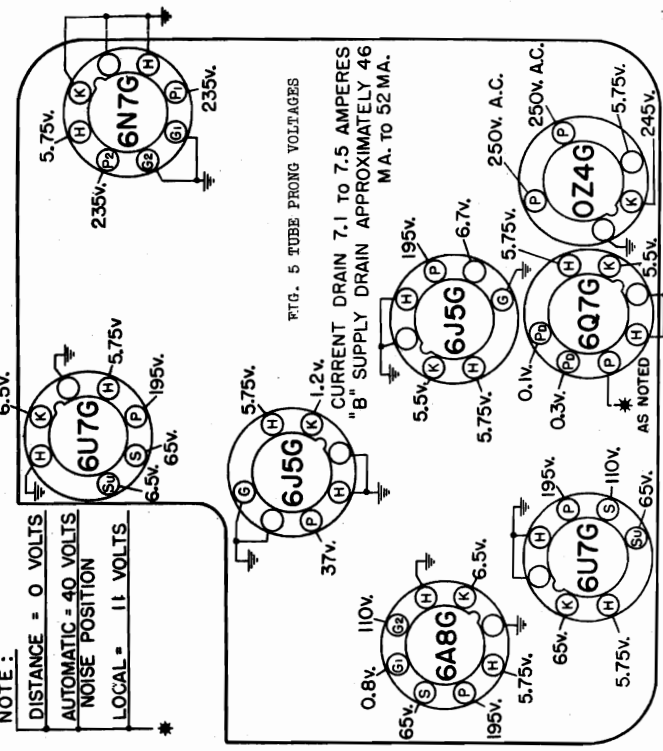 NOTE:
DISTANCE = 0 VOLTS
AUTOMATIC = 40 VOLTS
NOISE POSITION
LOCAL = 11 VOLTS
*
6.5v.
H
K
H
5.75v
P
195v.
S
65v.
Su
6.5v.
6U7G
5.75v.
K
H
P1
235v.
G1
G2
P2
235v.
H
6N7G
FIG. 5 TUBE PRONG VOLTAGES
CURRENT DRAIN 7.1 TO 7.5 AMPERES
"B" SUPPLY DRAIN APPROXIMATELY 46
MA. TO 52 MA.
G
5.75v.
H
K
1.2v.
H
P
37v.
6J5G
H
195v.
P
6.7v.
G
H
5.75v.
K
5.5v.
6J5G
250v. A.C.
P
250v. A.C.
P
5.75v.
K
245v.
OZ4G
0.1v.
PD
0.3v.
PD
5.75v.
H
K
5.5v.
H
P
6Q7G
*
AS NOTED
110v.
G2
0.8v.
G1
65v.
S
195v.
P
H
5.75v.
K
6.5v.
H
6A8G
H
195v.
P
110v.
S
65v.
Su
H
5.75v.
K
65v.
6U7G